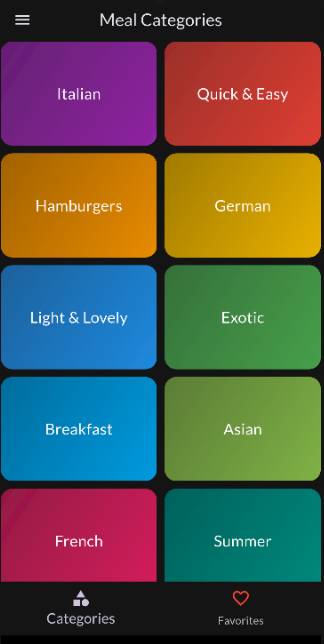 Meal Categories
Italian
Quick & Easy
Hamburgers
German
Light & Lovely
Exotic
Breakfast
Asian
French
Summer
Categories
Favorites